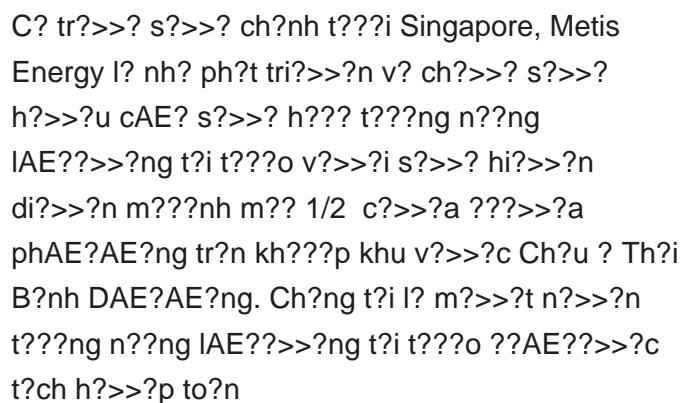 C? tr?>>? s?>>? ch?nh t???i Singapore, Metis
Energy l? nh? ph?t tri?>>?n v? ch?>>? s?>>?
h?>>?u cAE? s?>>? h??? t???ng n??ng
lAE??>>?ng t?i t???o v?>>?i s?>>? hi?>>?n
di?>>?n m???nh m?? 1/2  c?>>?a ???>>?a
phAE?AE?ng tr?n kh???p khu v?>>?c Ch?u ? Th?i
B?nh DAE?AE?ng. Ch?ng t?i l? m?>>?t n?>>?n
t???ng n??ng lAE??>>?ng t?i t???o ??AE??>>?c
t?ch h?>>?p to?n